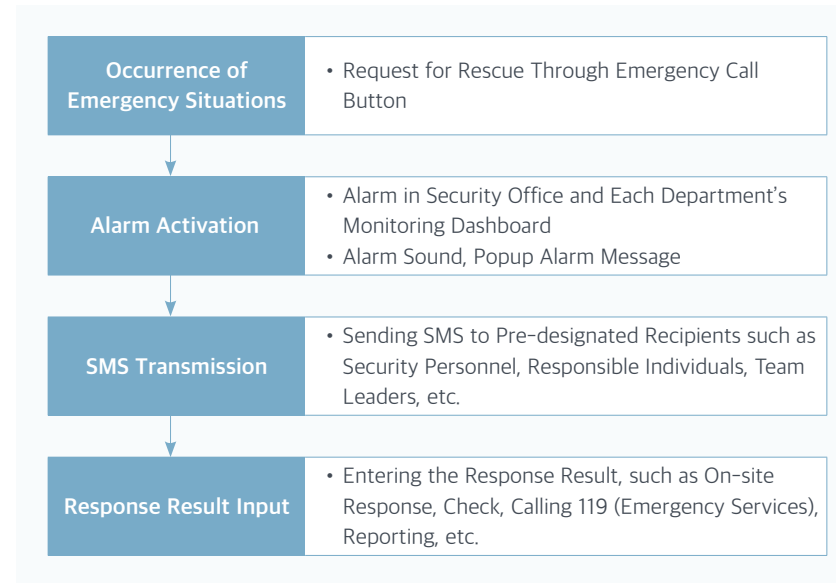 Occurrence of
Emergency Situations
• Request for Rescue Through Emergency Call
Button
Alarm Activation
• Alarm in Security Office and Each Department’s
Monitoring Dashboard
• Alarm Sound, Popup Alarm Message
SMS Transmission
• Sending SMS to Pre-designated Recipients such as
Security Personnel, Responsible Individuals, Team
Leaders, etc.
Response Result Input
• Entering the Response Result, such as On-site
Response, Check, Calling 119 (Emergency Services),
Reporting, etc.